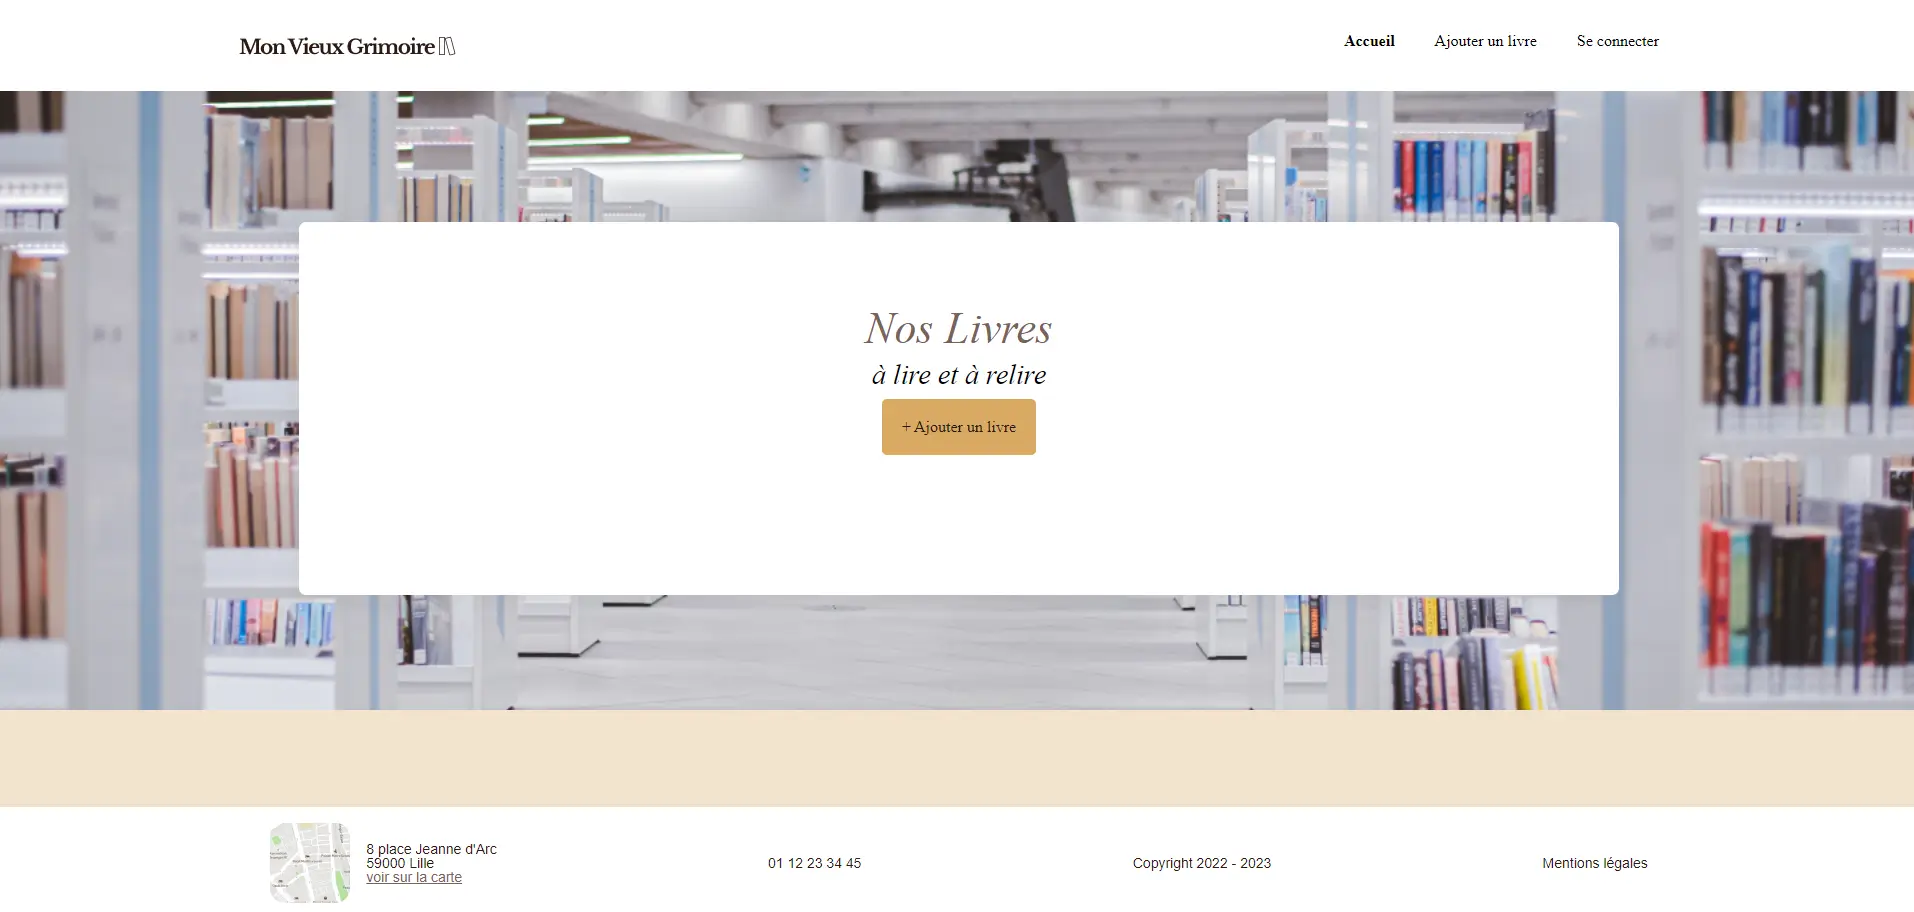 Mon Vieux Grimoire
Accueil
Ajouter un livre
Se connecter
Nos Livres
à lire et à relire
+ Ajouter un livre
8 place Jeanne d'Arc
59000 Lille
voir sur la carte
01 12 23 34 45
Copyright 2022 - 2023
Mentions légales